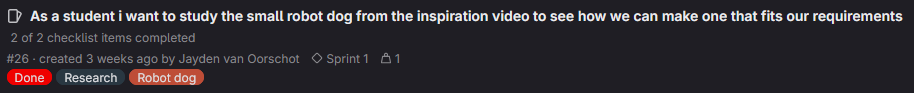 As a student i want to study the small robot dog from the inspiration video to see how we can make one that fits our requirements
2 of 2 checklist items completed
#26 · created 3 weeks ago by Jayden van Oorschot Sprint 1 1
Done Research Robot dog